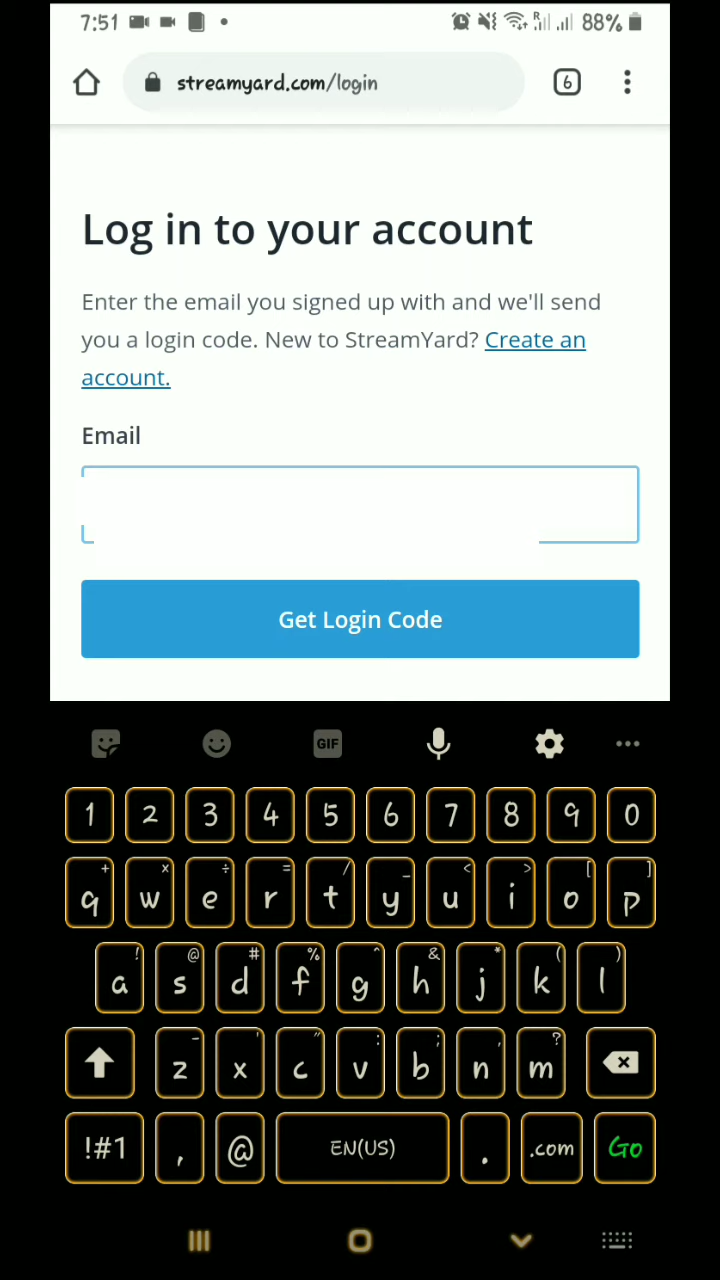 7:51 88%
streamyard.com/login 6
Log in to your account
Enter the email you signed up with and we'll send
you a login code. New to StreamYard? Create an
account.
Email
Get Login Code
GIF
1 2 3 4 5 6 7 8 9 0
+ x ÷ = / _ < > [ ]
q w e r t y u i o p
! @ # % ^ & * ( )
a s d f g h j k l
- ' " : ; , ?
z x c v b n m
!#1 , @ EN(US) . .com Go